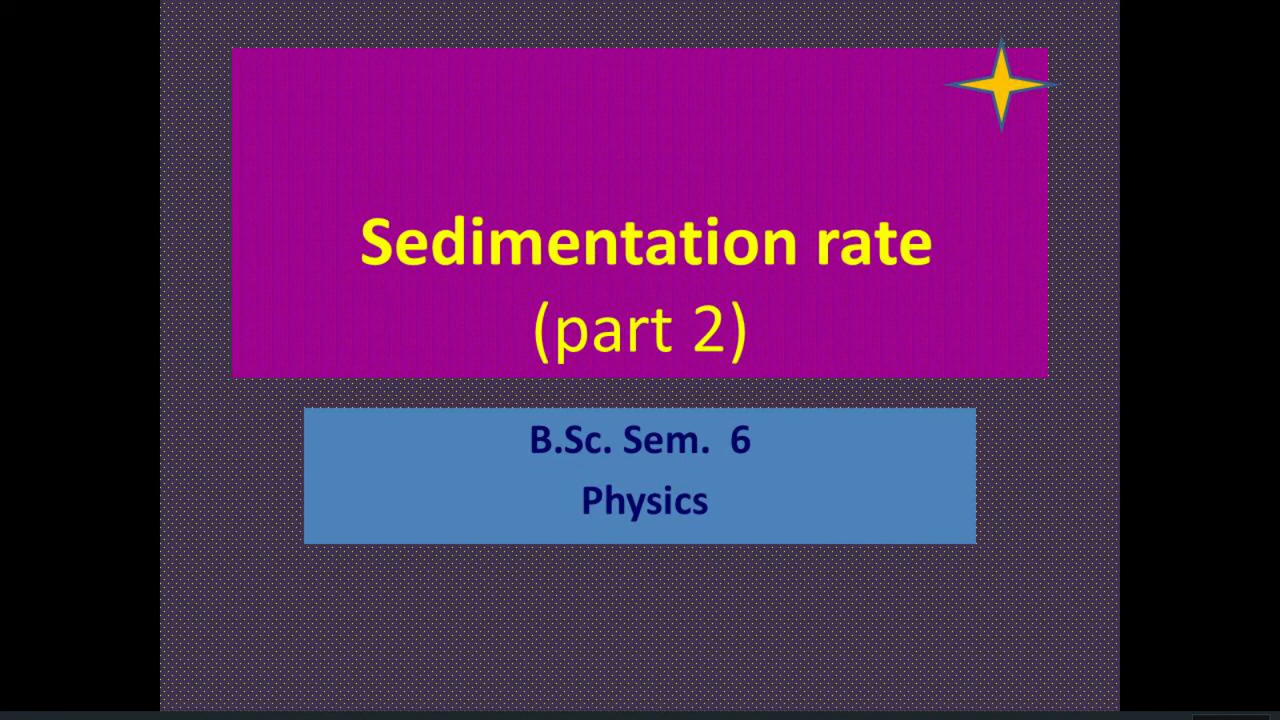 Sedimentation rate
(part 2)
B.Sc. Sem. 6
Physics